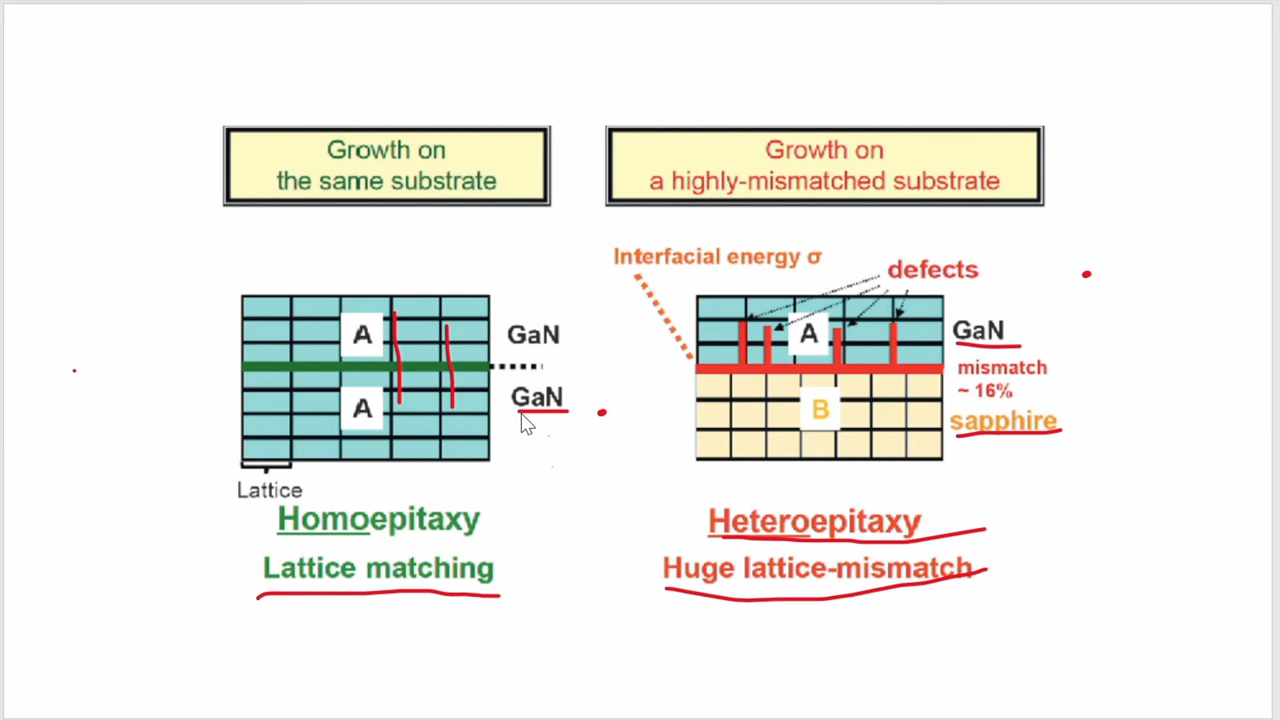 Growth on
the same substrate
Growth on
a highly-mismatched substrate
Interfacial energy σ
defects
A
GaN
A
GaN
Lattice
Homoepitaxy
Lattice matching
A
GaN
mismatch
~ 16%
B
sapphire
Heteroepitaxy
Huge lattice-mismatch